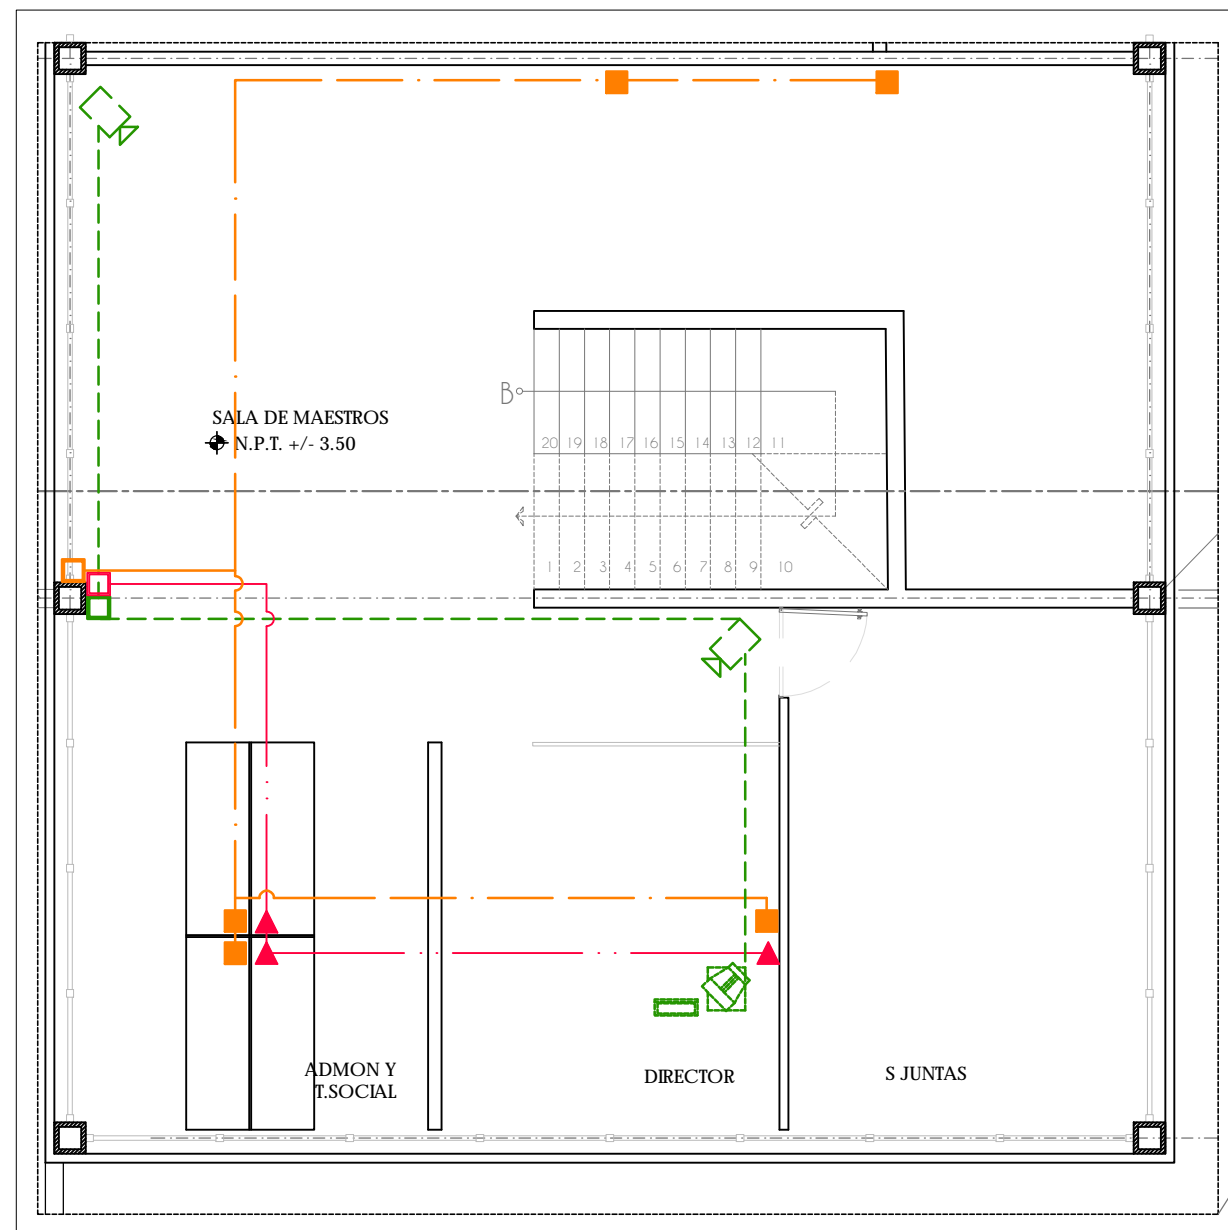 SALA DE MAESTROS
N.P.T. +/- 3.50
B
20 19 18 17 16 15 14 13 12 11
1 2 3 4 5 6 7 8 9 10
ADMON Y
T.SOCIAL
DIRECTOR
S JUNTAS